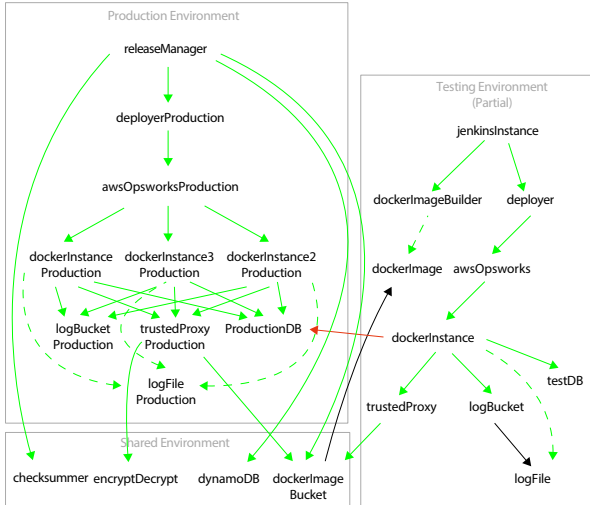 Production Environment
releaseManager
deployerProduction
awsOpsworksProduction
dockerInstance
Production
dockerInstance3
Production
dockerInstance2
Production
logBucket
Production
trustedProxy
Production
ProductionDB
logFile
Production
Testing Environment
(Partial)
jenkinsInstance
dockerImageBuilder
deployer
dockerImage
awsOpsworks
dockerInstance
testDB
trustedProxy
logBucket
logFile
Shared Environment
checksummer
encryptDecrypt
dynamoDB
dockerImage
Bucket